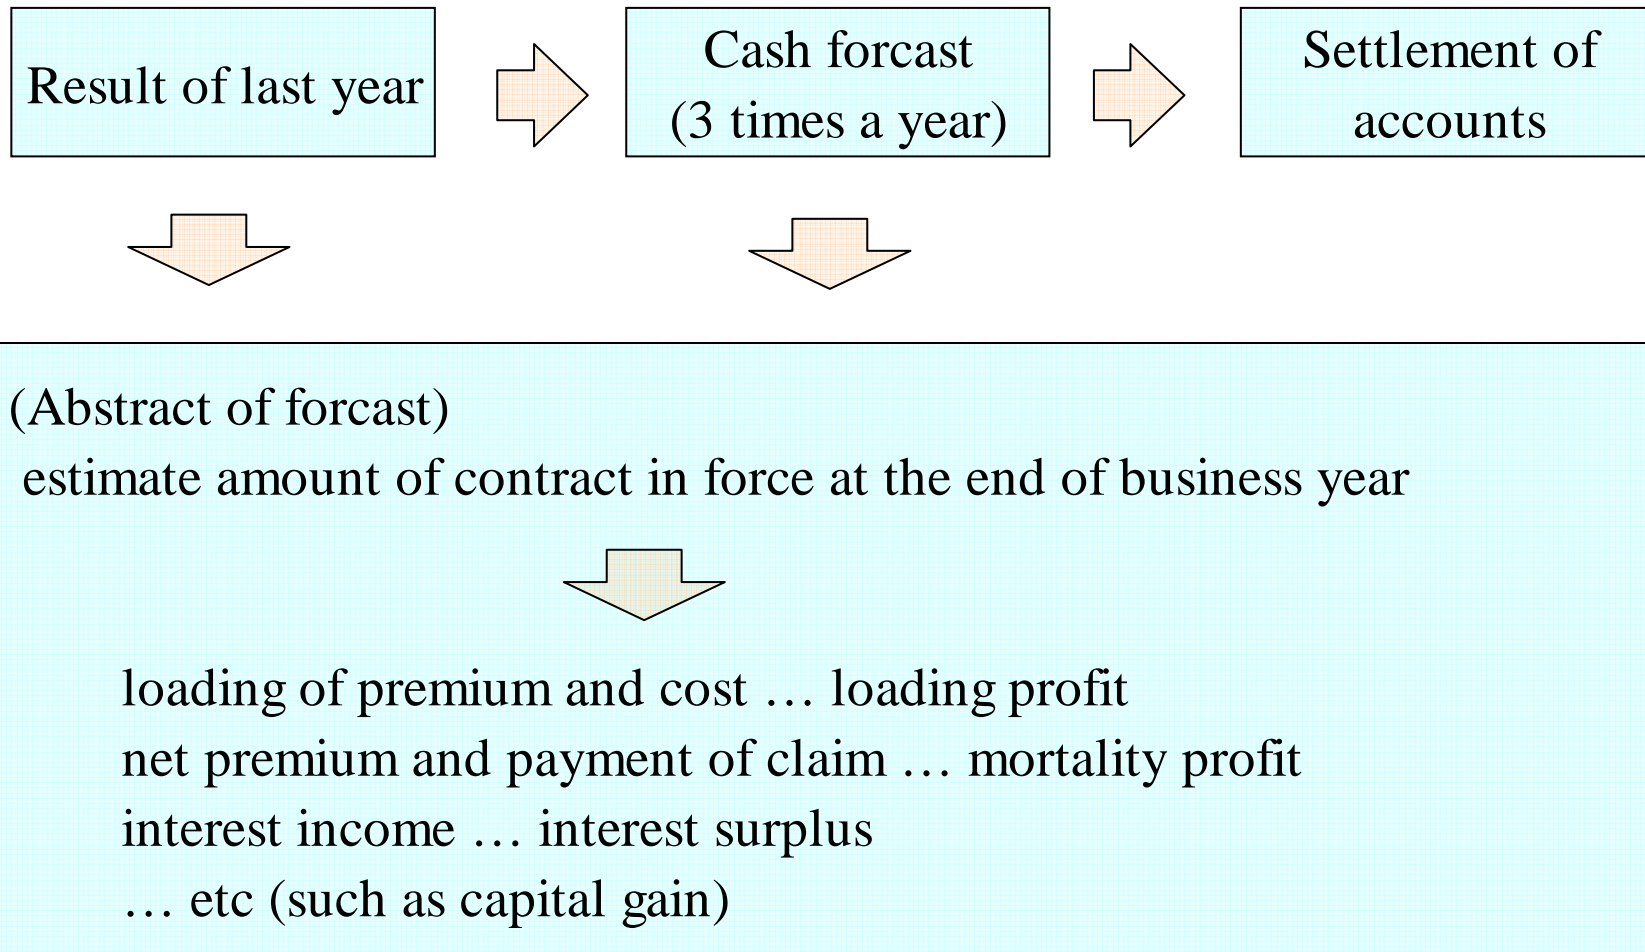 Result of last year
Cash forcast
(3 times a year)
Settlement of
accounts
(Abstract of forcast)
estimate amount of contract in force at the end of business year
loading of premium and cost … loading profit
net premium and payment of claim … mortality profit
interest income … interest surplus
… etc (such as capital gain)